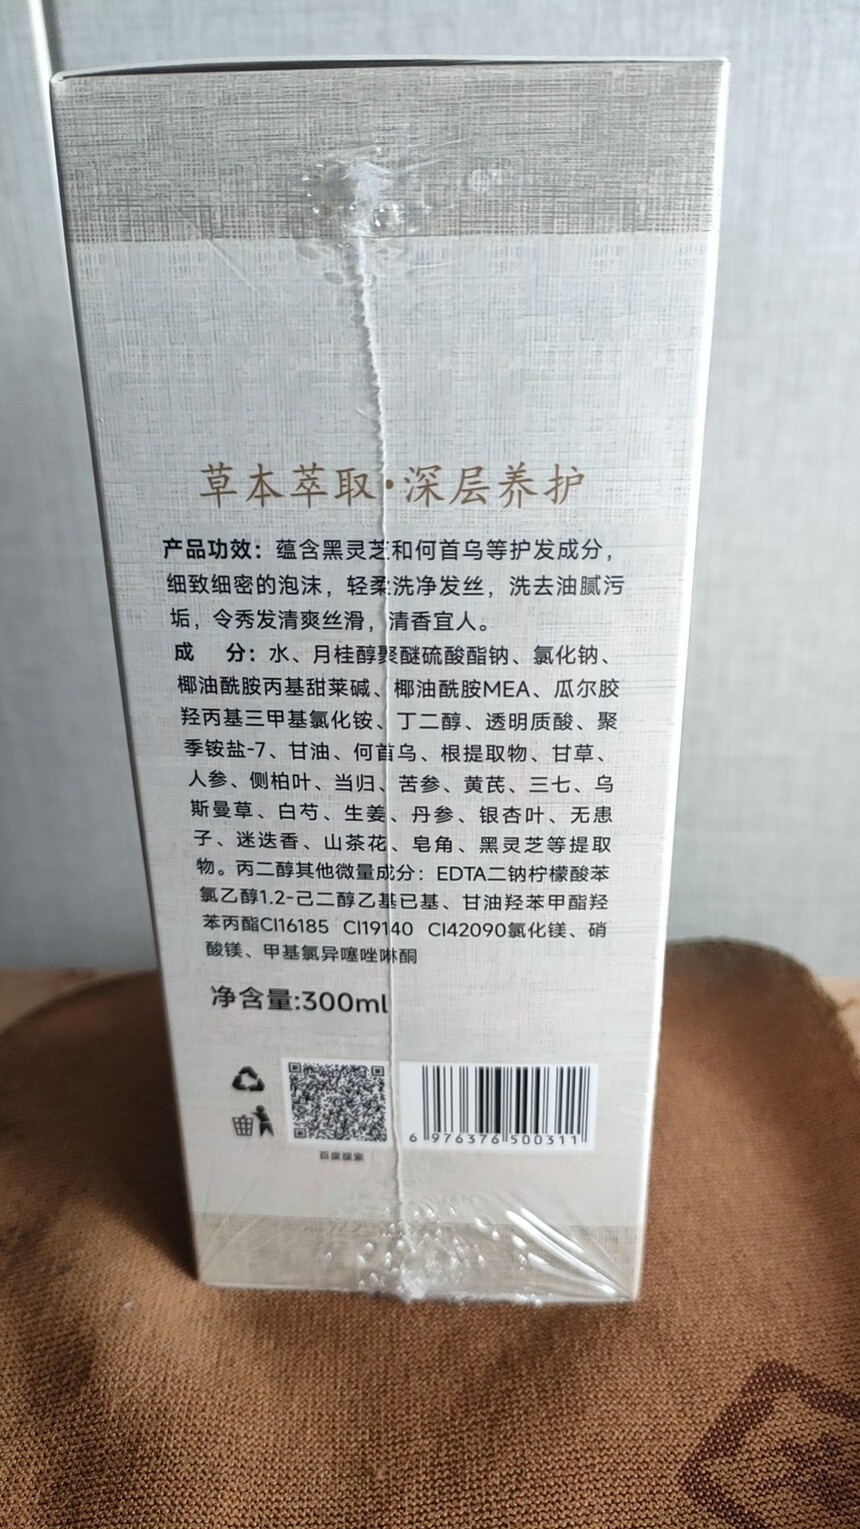 草本萃取·深层养护
产品功效：蕴含黑灵芝和何首乌等护发成分，
细致细密的泡沫，轻柔洗净发丝，洗去油腻污
垢，令秀发清爽丝滑，清香宜人。
成 分：水、月桂醇聚醚硫酸酯钠、氯化钠、
椰油酰胺丙基甜菜碱、椰油酰胺MEA、瓜尔胶
羟丙基三甲基氯化铵、丁二醇、透明质酸、聚
季铵盐-7、甘油、何首乌、根提取物、甘草、
人参、侧柏叶、当归、苦参、黄芪、三七、乌
斯曼草、白芍、生姜、丹参、银杏叶、无患
子、迷迭香、山茶花、皂角、黑灵芝等提取
物。丙二醇其他微量成分：EDTA二钠柠檬酸苯
氯乙醇1.2-己二醇乙基已基、甘油羟苯甲酯羟
苯丙酯CI16185 CI19140 CI42090氯化镁、硝
酸镁、甲基氯异噻唑啉酮
净含量:300ml
6 976376 500311